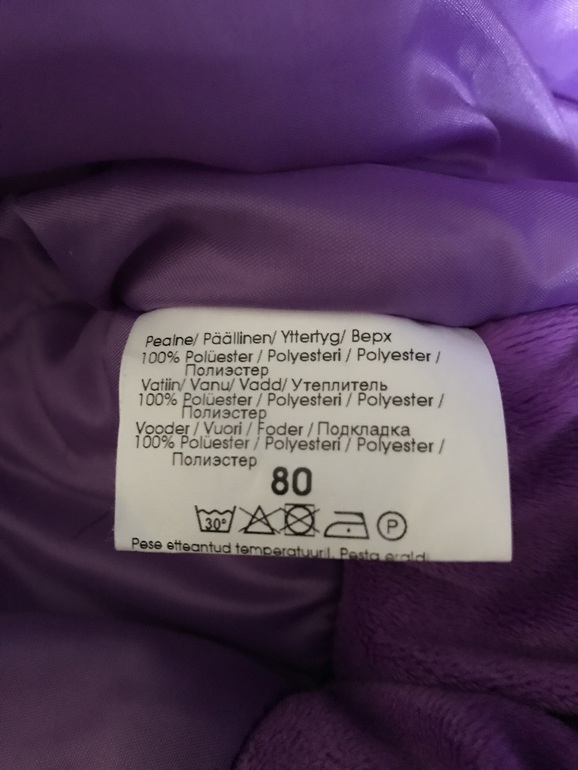 Pealne/ Päällinen/ Yttertyg/ Верх
100% Polüester / Polyesteri / Polyester /
Полиэстер
Vatiin/ Vanu/ Vadd/ Утеплитель
100% Polüester / Polyesteri / Polyester /
Полиэстер
Vooder / Vuori / Foder / Подкладка
100% Polüester / Polyesteri / Polyester /
Полиэстер
80
30° P
Pese etteantud temperatuuril. Pesta eraldi